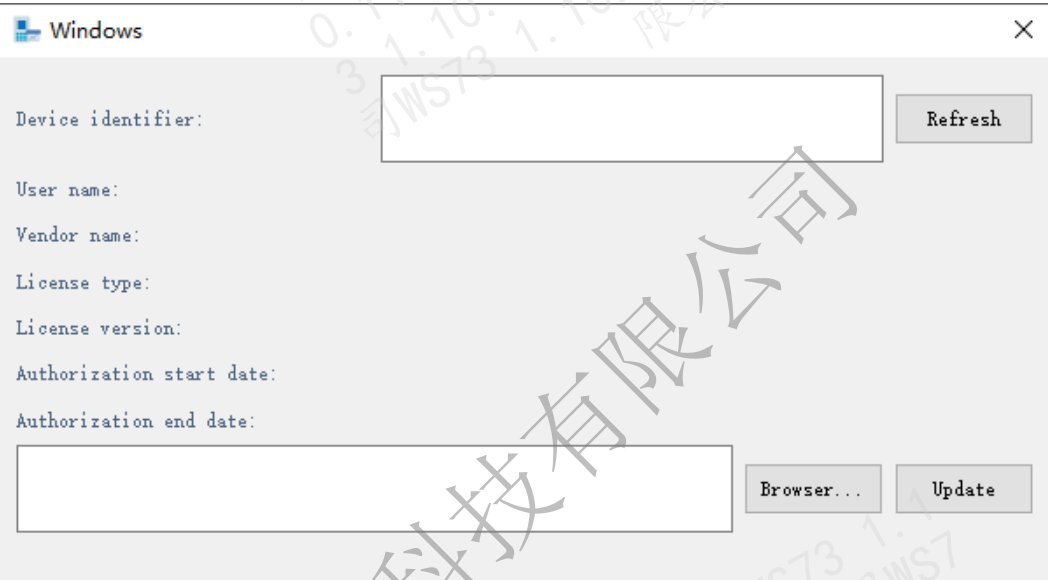 Windows
Device identifier:
Refresh
User name:
Vendor name:
License type:
License version:
Authorization start date:
Authorization end date:
Browser...
Update
科技有限公司